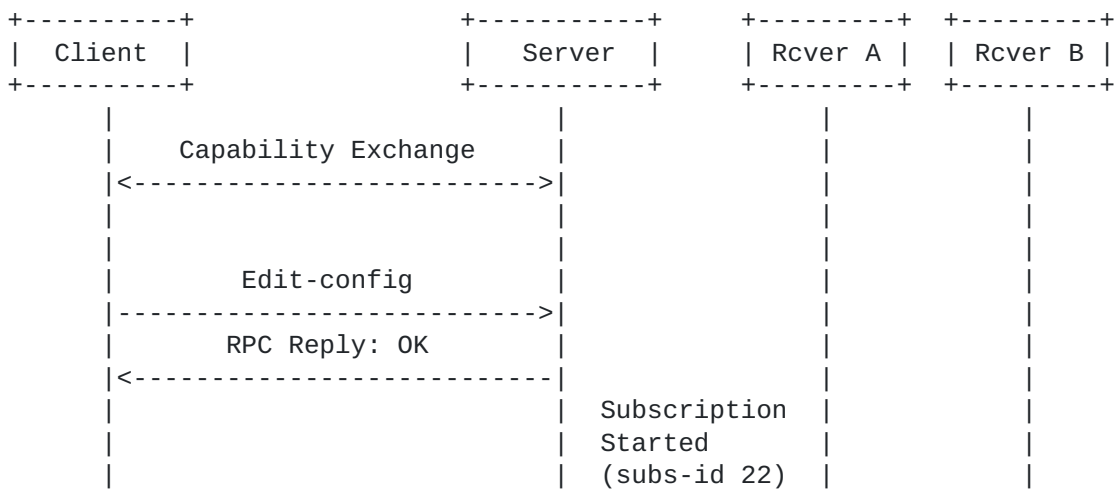 Client Server Rcver A Rcver B
Capability Exchange
Edit-config
RPC Reply: OK
Subscription
Started
(subs-id 22)